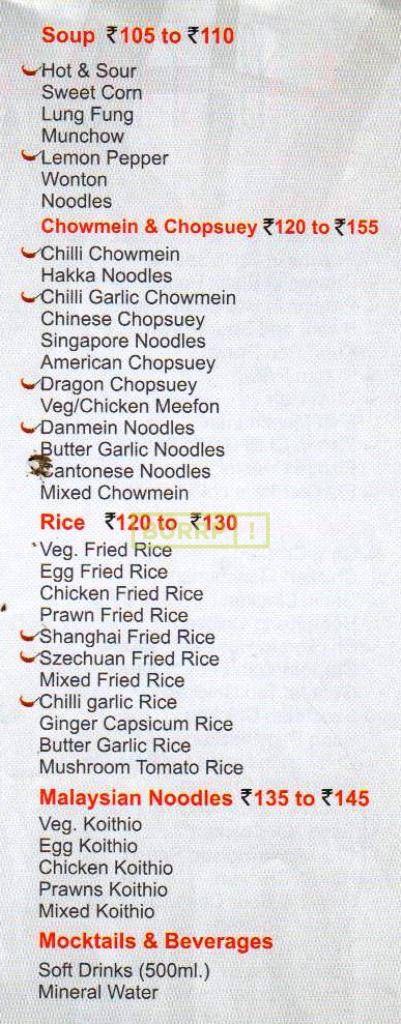 Soup ₹105 to ₹110
Hot & Sour
Sweet Corn
Lung Fung
Munchow
Lemon Pepper
Wonton
Noodles
Chowmein & Chopsuey ₹120 to ₹155
Chilli Chowmein
Hakka Noodles
Chilli Garlic Chowmein
Chinese Chopsuey
Singapore Noodles
American Chopsuey
Dragon Chopsuey
Veg/Chicken Meefon
Danmein Noodles
Butter Garlic Noodles
Cantonese Noodles
Mixed Chowmein
Rice ₹120 to ₹130
BURRP!
Veg. Fried Rice
Egg Fried Rice
Chicken Fried Rice
Prawn Fried Rice
Shanghai Fried Rice
Szechuan Fried Rice
Mixed Fried Rice
Chilli garlic Rice
Ginger Capsicum Rice
Butter Garlic Rice
Mushroom Tomato Rice
Malaysian Noodles ₹135 to ₹145
Veg. Koithio
Egg Koithio
Chicken Koithio
Prawns Koithio
Mixed Koithio
Mocktails & Beverages
Soft Drinks (500ml.)
Mineral Water